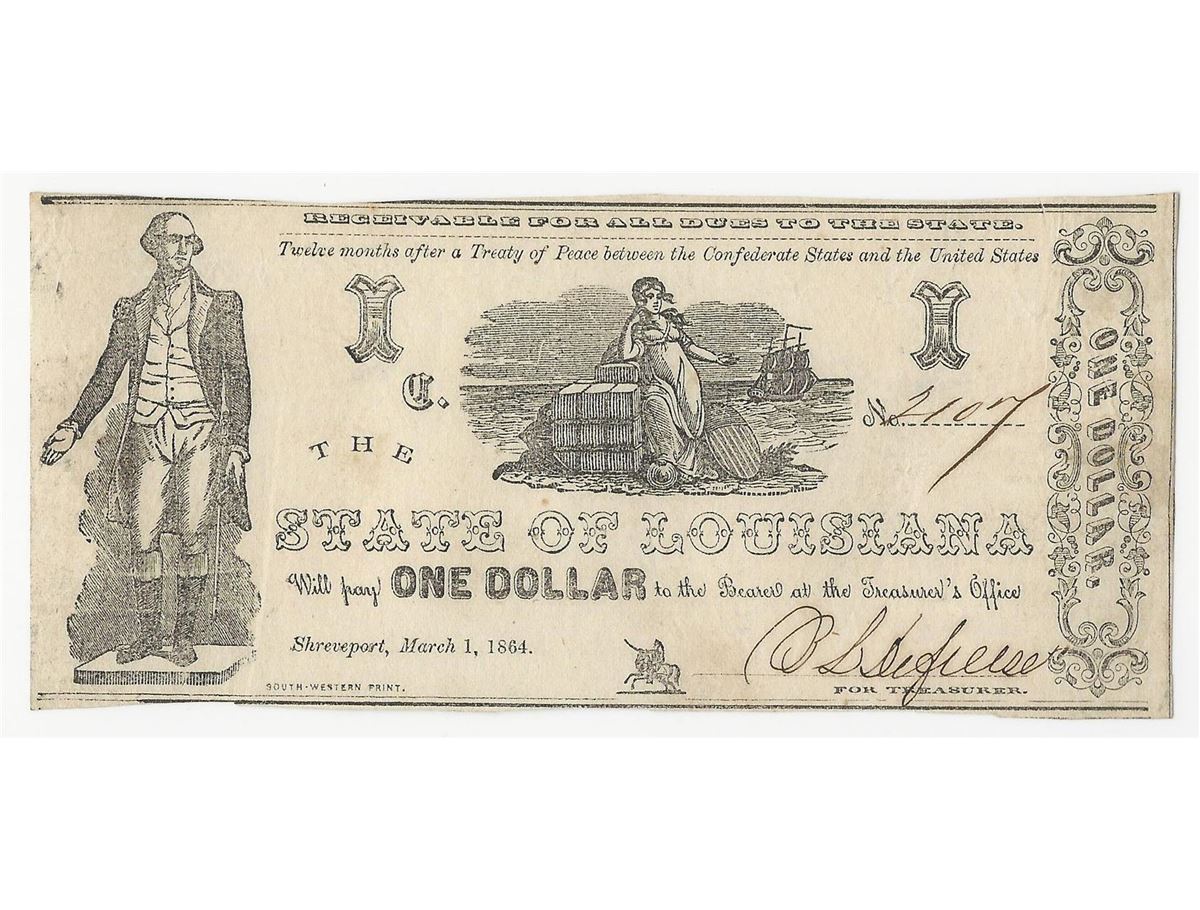 RECEIVABLE FOR ALL DUES TO THE STATE.
Twelve months after a Treaty of Peace between the Confederate States and the United States
1 1
C.
No. 2107
THE
STATE OF LOUISIANA
Will pay ONE DOLLAR to the Bearer at the Treasurer's Office
Shreveport, March 1, 1864.
SOUTH-WESTERN PRINT.
FOR TREASURER.
ONE DOLLAR.